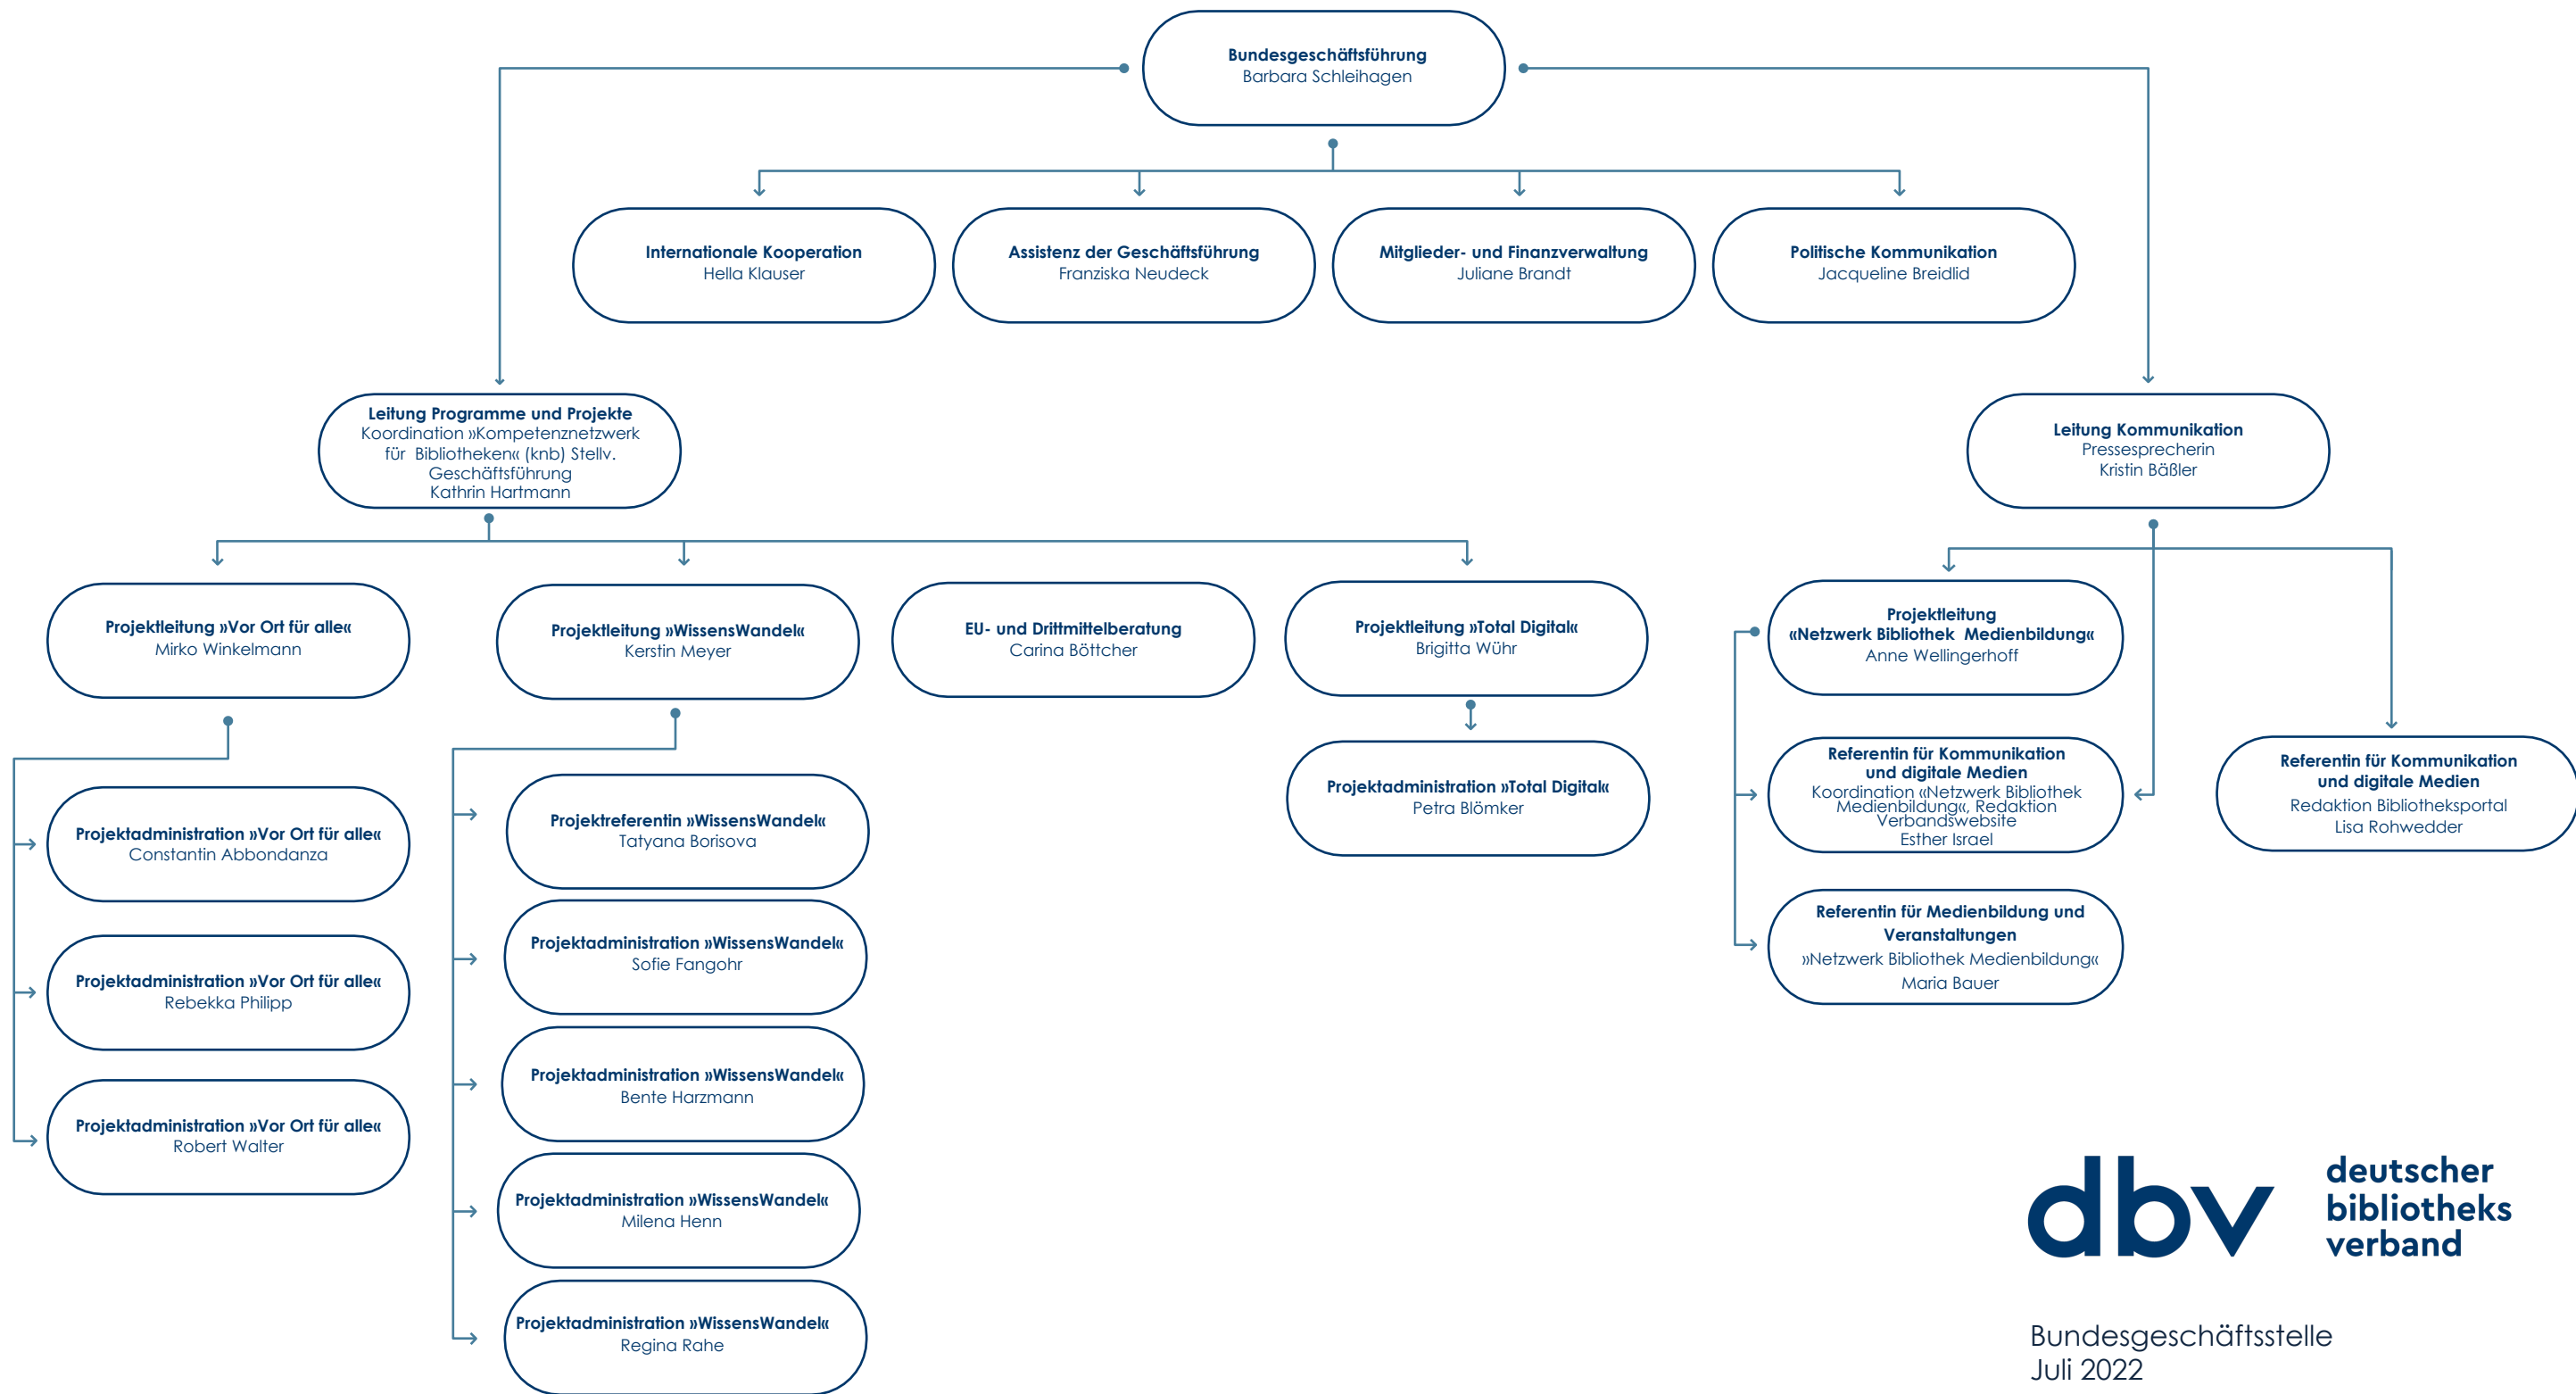 Bundesgeschäftsführung
Barbara Schleihagen
Internationale Kooperation
Hella Klauser
Assistenz der Geschäftsführung
Franziska Neudeck
Mitglieder- und Finanzverwaltung
Juliane Brandt
Politische Kommunikation
Jacqueline Breidlid
Leitung Programme und Projekte
Koordination »Kompetenznetzwerk
für Bibliotheken« (knb) Stellv.
Geschäftsführung
Kathrin Hartmann
Leitung Kommunikation
Pressesprecherin
Kristin Bäßler
Projektleitung »Vor Ort für alle«
Mirko Winkelmann
Projektleitung »WissensWandel«
Kerstin Meyer
EU- und Drittmittelberatung
Carina Böttcher
Projektleitung »Total Digital«
Brigitta Wühr
Projektleitung
«Netzwerk Bibliothek Medienbildung«
Anne Wellingerhoff
Projektadministration »Vor Ort für alle«
Constantin Abbondanza
Projektadministration »Vor Ort für alle«
Rebekka Philipp
Projektadministration »Vor Ort für alle«
Robert Walter
Projektreferentin »WissensWandel«
Tatyana Borisova
Projektadministration »WissensWandel«
Sofie Fangohr
Projektadministration »WissensWandel«
Bente Harzmann
Projektadministration »WissensWandel«
Milena Henn
Projektadministration »WissensWandel«
Regina Rahe
Projektadministration »Total Digital«
Petra Blömker
Referentin für Kommunikation
und digitale Medien
Koordination «Netzwerk Bibliothek
Medienbildung«, Redaktion
Verbandswebsite
Esther Israel
Referentin für Medienbildung und
Veranstaltungen
»Netzwerk Bibliothek Medienbildung«
Maria Bauer
Referentin für Kommunikation
und digitale Medien
Redaktion Bibliotheksportal
Lisa Rohwedder
dbv
deutscher
bibliotheks
verband
Bundesgeschäftsstelle
Juli 2022